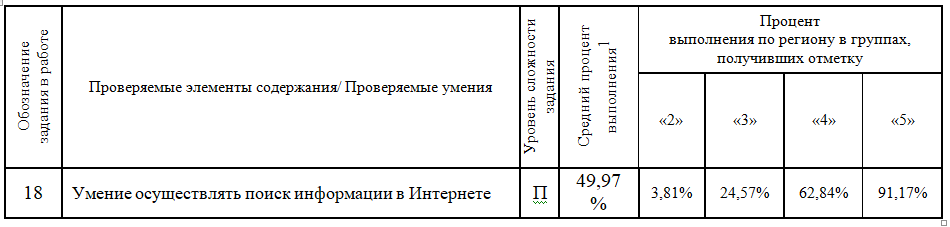 Обозначение
задания в работе
Проверяемые элементы содержания/ Проверяемые умения
Уровень сложности
задания
Средний процент
выполнения1
Процент
выполнения по региону в группах,
получивших отметку
«2»
«3»
«4»
«5»
18
Умение осуществлять поиск информации в Интернете
П
49,97
%
3,81%
24,57%
62,84%
91,17%